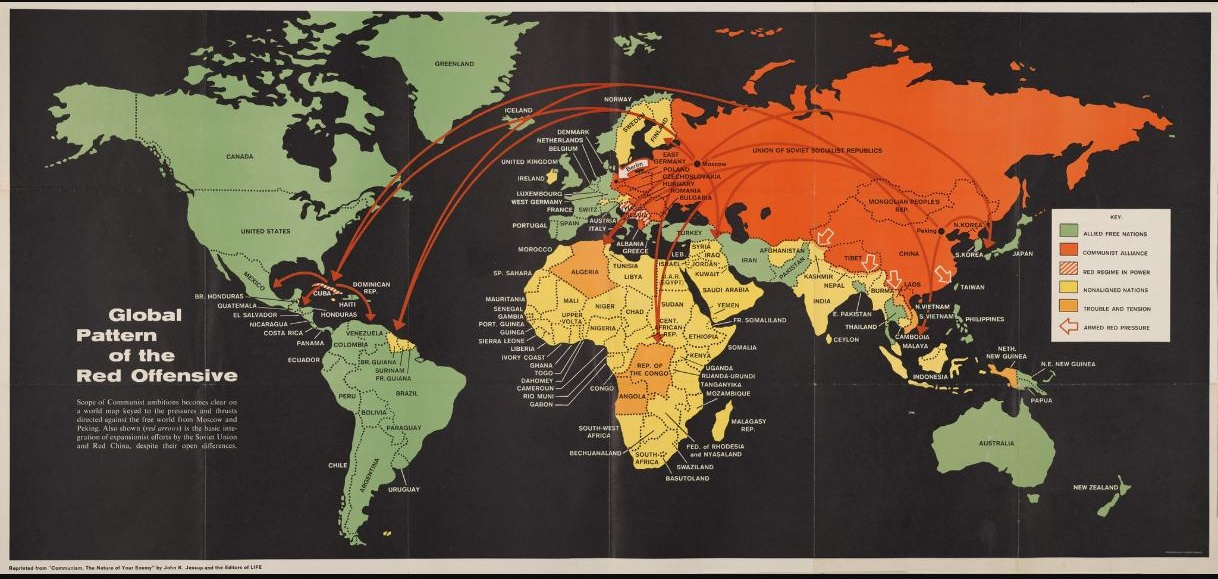 GREENLAND
ICELAND
NORWAY
SWEDEN
FINLAND
DENMARK
NETHERLANDS
BELGIUM
UNITED KINGDOM
IRELAND
LUXEMBOURG
WEST GERMANY
FRANCE
SWITZ
PORTUGAL
SPAIN
AUSTRIA
ITALY
Berlin
EAST
GERMANY
POLAND
CZECHOSLOVAKIA
HUNGARY
ROMANIA
BULGARIA
ALBANIA
GREECE
TURKEY
Moscow
UNION OF SOVIET SOCIALIST REPUBLICS
MONGOLIAN PEOPLE'S
REP.
Peking
N.KOREA
S.KOREA
JAPAN
CHINA
TIBET
TAIWAN
CANADA
UNITED STATES
MEXICO
CUBA
DOMINICAN
REP.
HAITI
BR. HONDURAS
GUATEMALA
EL SALVADOR
HONDURAS
NICARAGUA
COSTA RICA
PANAMA
VENEZUELA
COLOMBIA
BR. GUIANA
SURINAM
FR. GUIANA
ECUADOR
PERU
BRAZIL
BOLIVIA
PARAGUAY
CHILE
ARGENTINA
URUGUAY
MOROCCO
ALGERIA
TUNISIA
LIBYA
SP. SAHARA
MAURITANIA
SENEGAL
GAMBIA
PORT. GUINEA
GUINEA
SIERRA LEONE
LIBERIA
IVORY COAST
GHANA
TOGO
DAHOMEY
CAMEROUN
RIO MUNI
GABON
MALI
UPPER
VOLTA
NIGER
NIGERIA
CHAD
U.A.R.
(EGYPT)
SUDAN
CENT.
AFRICAN
REP.
ETHIOPIA
FR. SOMALILAND
SOMALIA
KENYA
UGANDA
RUANDA-URUNDI
TANGANYIKA
MOZAMBIQUE
CONGO
REP. OF
THE CONGO
ANGOLA
SOUTH-WEST
AFRICA
BECHUANALAND
SOUTH
AFRICA
FED. of RHODESIA
and NYASALAND
SWAZILAND
BASUTOLAND
MALAGASY
REP.
LEB.
SYRIA
IRAQ
ISRAEL
JORDAN
KUWAIT
SAUDI ARABIA
YEMEN
IRAN
AFGHANISTAN
PAKISTAN
KASHMIR
NEPAL
INDIA
E. PAKISTAN
CEYLON
BURMA
LAOS
THAILAND
N.VIETNAM
S.VIETNAM
CAMBODIA
MALAYA
PHILIPPINES
INDONESIA
NETH.
NEW GUINEA
N.E. NEW GUINEA
PAPUA
AUSTRALIA
NEW ZEALAND
KEY:
ALLIED FREE NATIONS
COMMUNIST ALLIANCE
RED REGIME IN POWER
NONALIGNED NATIONS
TROUBLE AND TENSION
ARMED RED PRESSURE
Global
Pattern
of the
Red Offensive
Scope of Communist ambitions becomes clear on
a world map keyed to the pressures and thrusts
directed against the free world from Moscow and
Peking. Also shown (red arrows) is the basic inte-
gration of expansionist efforts by the Soviet Union
and Red China, despite their open differences.
Reprinted from "Communism, The Nature of Your Enemy" by John K. Jessup and the Editors of LIFE